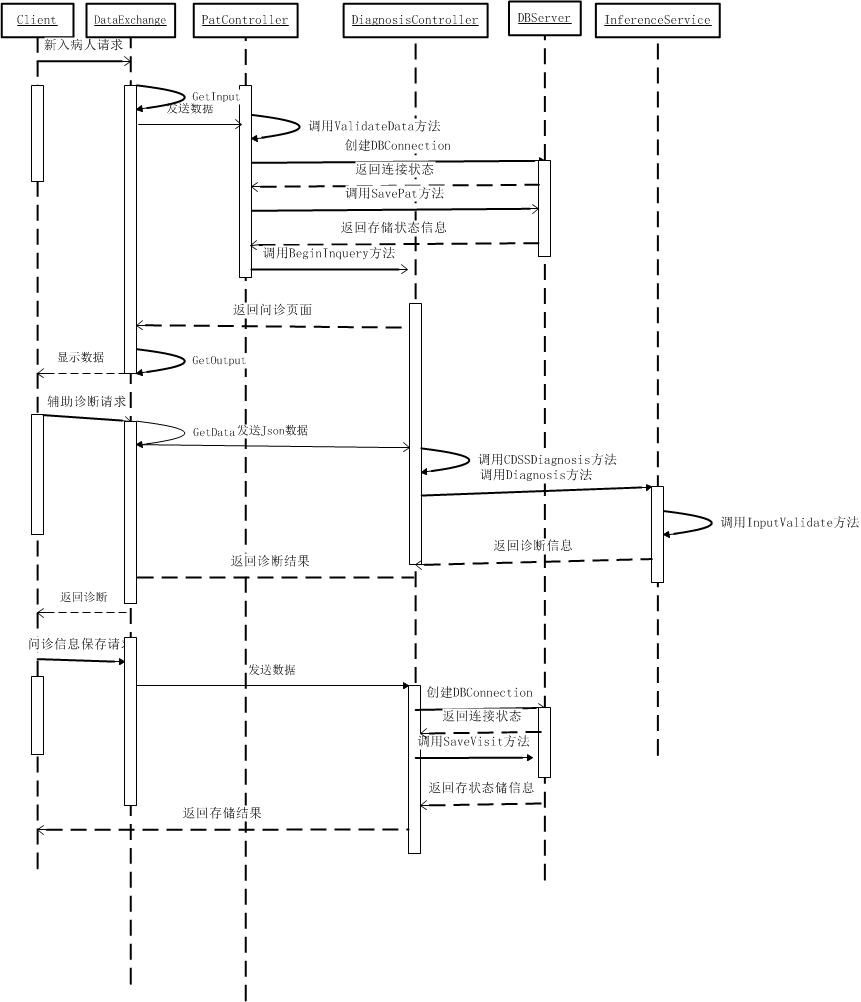 Client
DataExchange
PatController
DiagnosisController
DBServer
InferenceService
新入病人请求
GetInput
发送数据
调用ValidateData方法
创建DBConnection
返回连接状态
调用SavePat方法
返回存储状态信息
调用BeginInquery方法
返回问诊页面
显示数据
GetOutput
辅助诊断请求
GetData
发送Json数据
调用CDSSDiagnosis方法
调用Diagnosis方法
调用InputValidate方法
返回诊断信息
返回诊断结果
返回诊断
问诊信息保存请求
发送数据
创建DBConnection
返回连接状态
调用SaveVisit方法
返回存状态储信息
返回存储结果